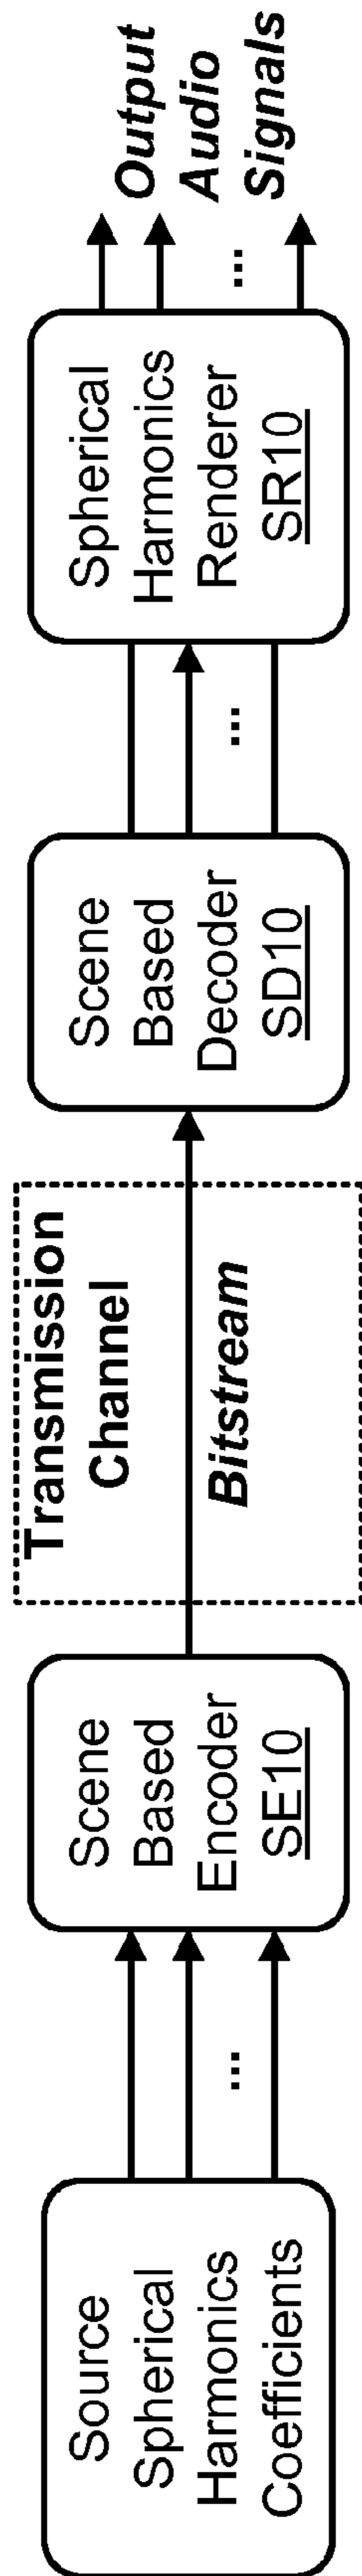 Source
Spherical
Harmonics
Coefficients
...
Scene
Based
Encoder
SE10
Transmission
Channel
Bitstream
Scene
Based
Decoder
SD10
...
Spherical
Harmonics
Renderer
SR10
Output
Audio
...
Signals